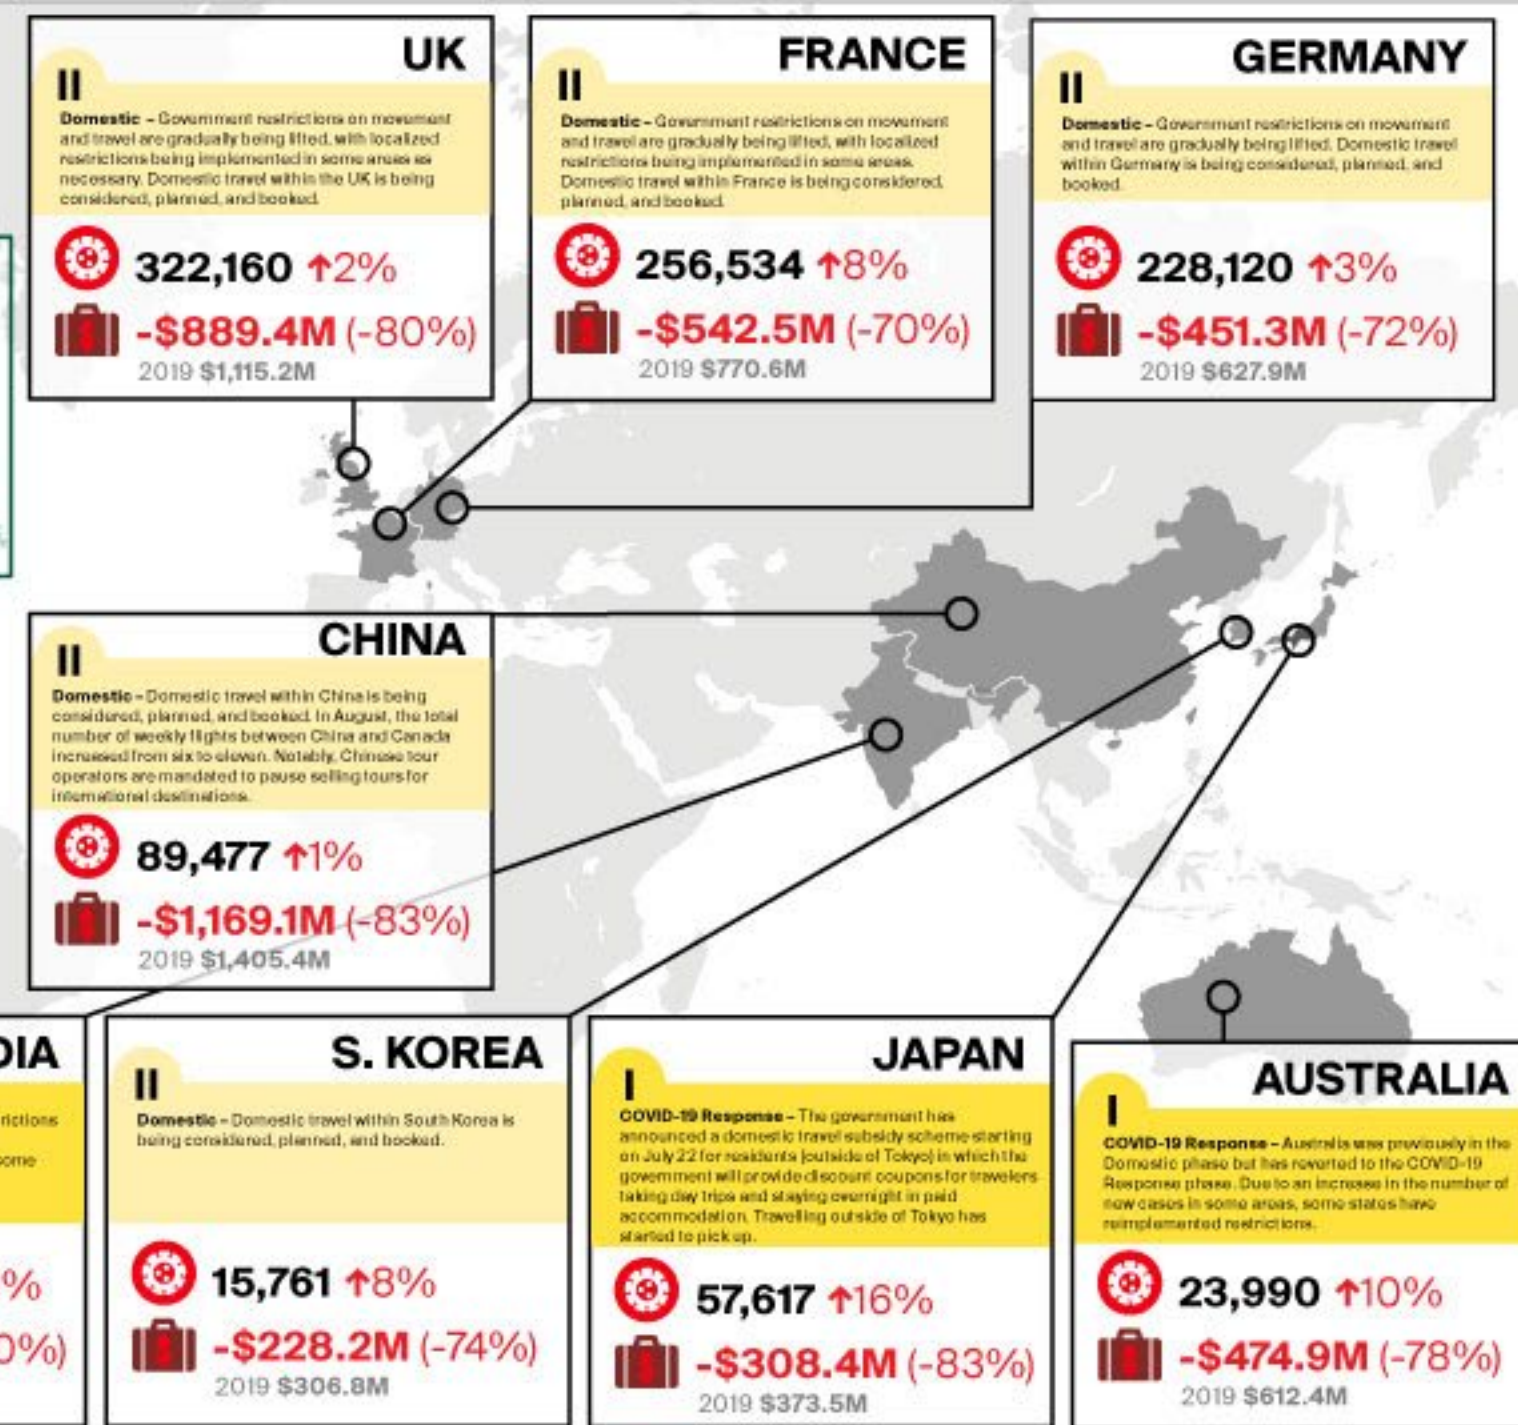 UK
II
Domestic – Government restrictions on movement
and travel are gradually being lifted, with localized
restrictions being implemented in some areas as
necessary. Domestic travel within the UK is being
considered, planned, and booked.
322,160 ↑2%
-$889.4M (-80%)
2019 $1,115.2M
FRANCE
II
Domestic – Government restrictions on movement
and travel are gradually being lifted, with localized
restrictions being implemented in some areas.
Domestic travel within France is being considered,
planned, and booked.
256,534 ↑8%
-$542.5M (-70%)
2019 $770.6M
GERMANY
II
Domestic – Government restrictions on movement
and travel are gradually being lifted. Domestic travel
within Germany is being considered, planned, and
booked.
228,120 ↑3%
-$451.3M (-72%)
2019 $627.9M
CHINA
II
Domestic – Domestic travel within China is being
considered, planned, and booked. In August, the total
number of weekly flights between China and Canada
increased from six to eleven. Notably, Chinese tour
operators are mandated to pause selling tours for
international destinations.
89,477 ↑1%
-$1,169.1M (-83%)
2019 $1,405.4M
DIA
rictions
some
%
0%)
S. KOREA
II
Domestic – Domestic travel within South Korea is
being considered, planned, and booked.
15,761 ↑8%
-$228.2M (-74%)
2019 $306.8M
JAPAN
I
COVID-19 Response – The government has
announced a domestic travel subsidy scheme starting
on July 22 for residents (outside of Tokyo) in which the
government will provide discount coupons for travelers
taking day trips and staying overnight in paid
accommodation. Travelling outside of Tokyo has
started to pick up.
57,617 ↑16%
-$308.4M (-83%)
2019 $373.5M
AUSTRALIA
I
COVID-19 Response – Australia was previously in the
Domestic phase but has reverted to the COVID-19
Response phase. Due to an increase in the number of
new cases in some areas, some states have
reimplemented restrictions.
23,990 ↑10%
-$474.9M (-78%)
2019 $612.4M